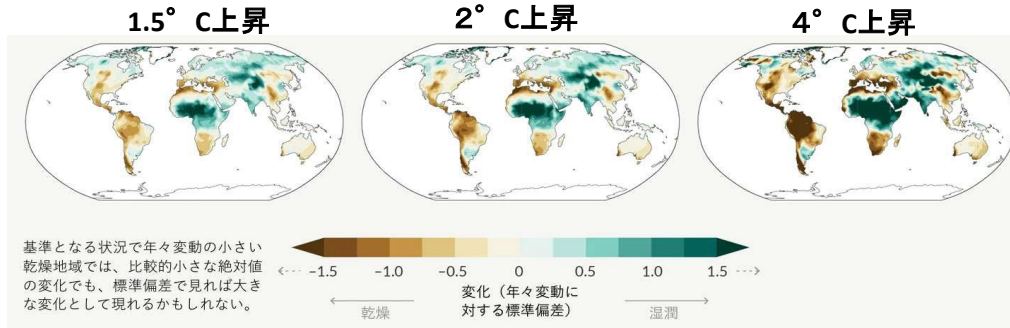 1.5°C上昇
2°C上昇
4°C上昇
基準となる状況で年々変動の小さい
乾燥地域では、比較的小さな絶対値
の変化でも、標準偏差で見れば大き
な変化として現れるかもしれない。
−1.5 −1.0 −0.5 0 0.5 1.0 1.5
変化（年々変動に
対する標準偏差）
乾燥
湿潤